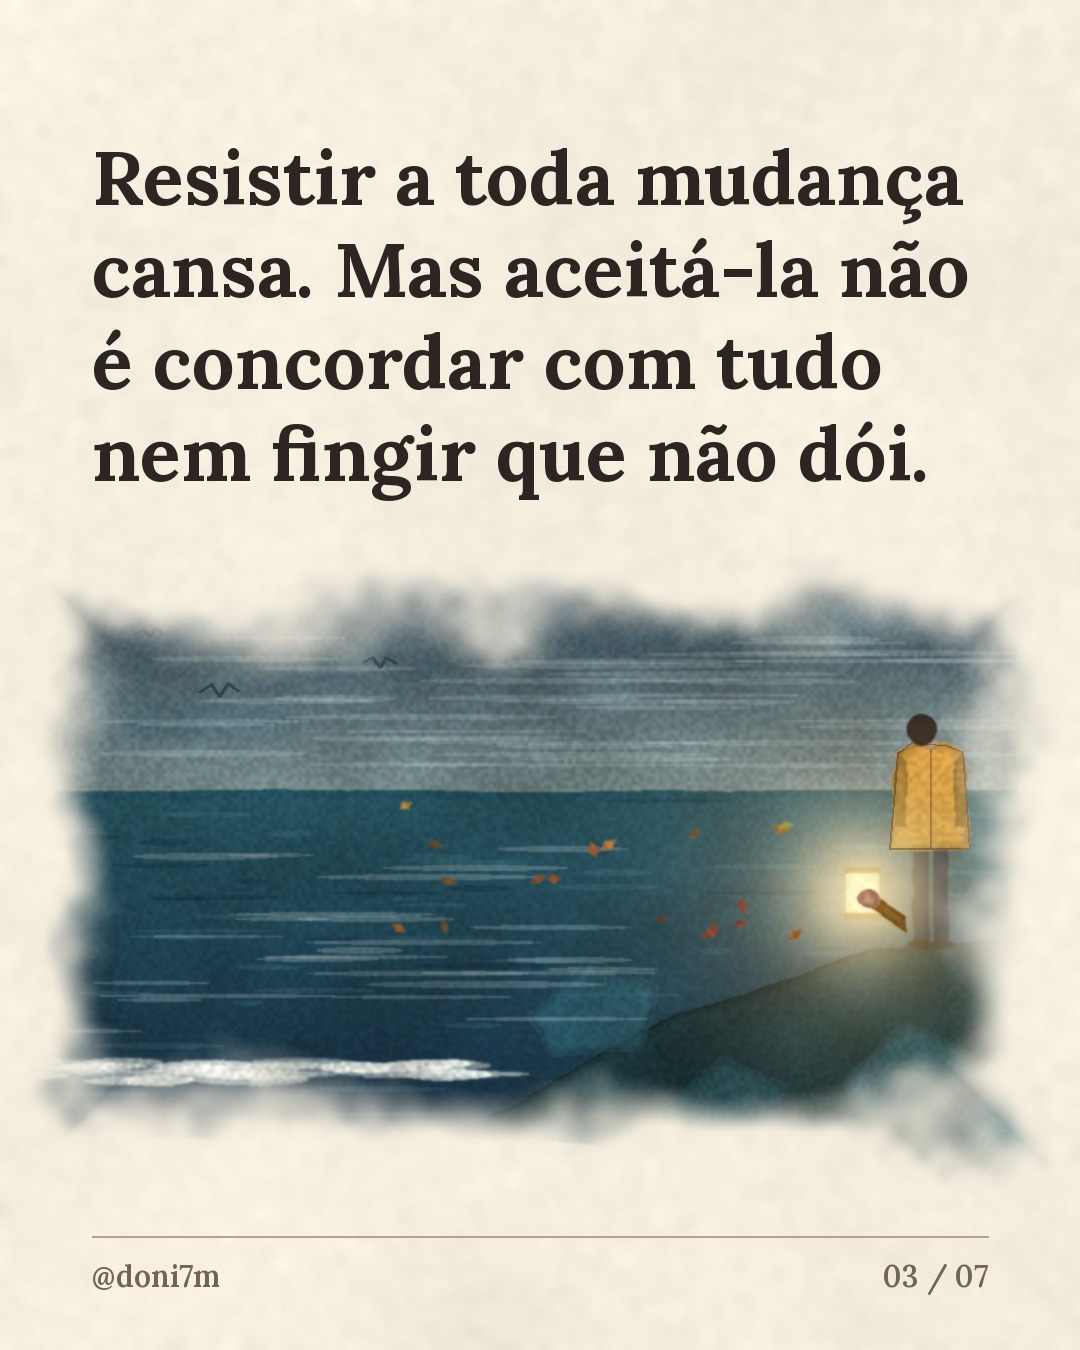 Resistir a toda mudança
cansa. Mas aceitá-la não
é concordar com tudo
nem fingir que não dói.
@doni7m
03 / 07